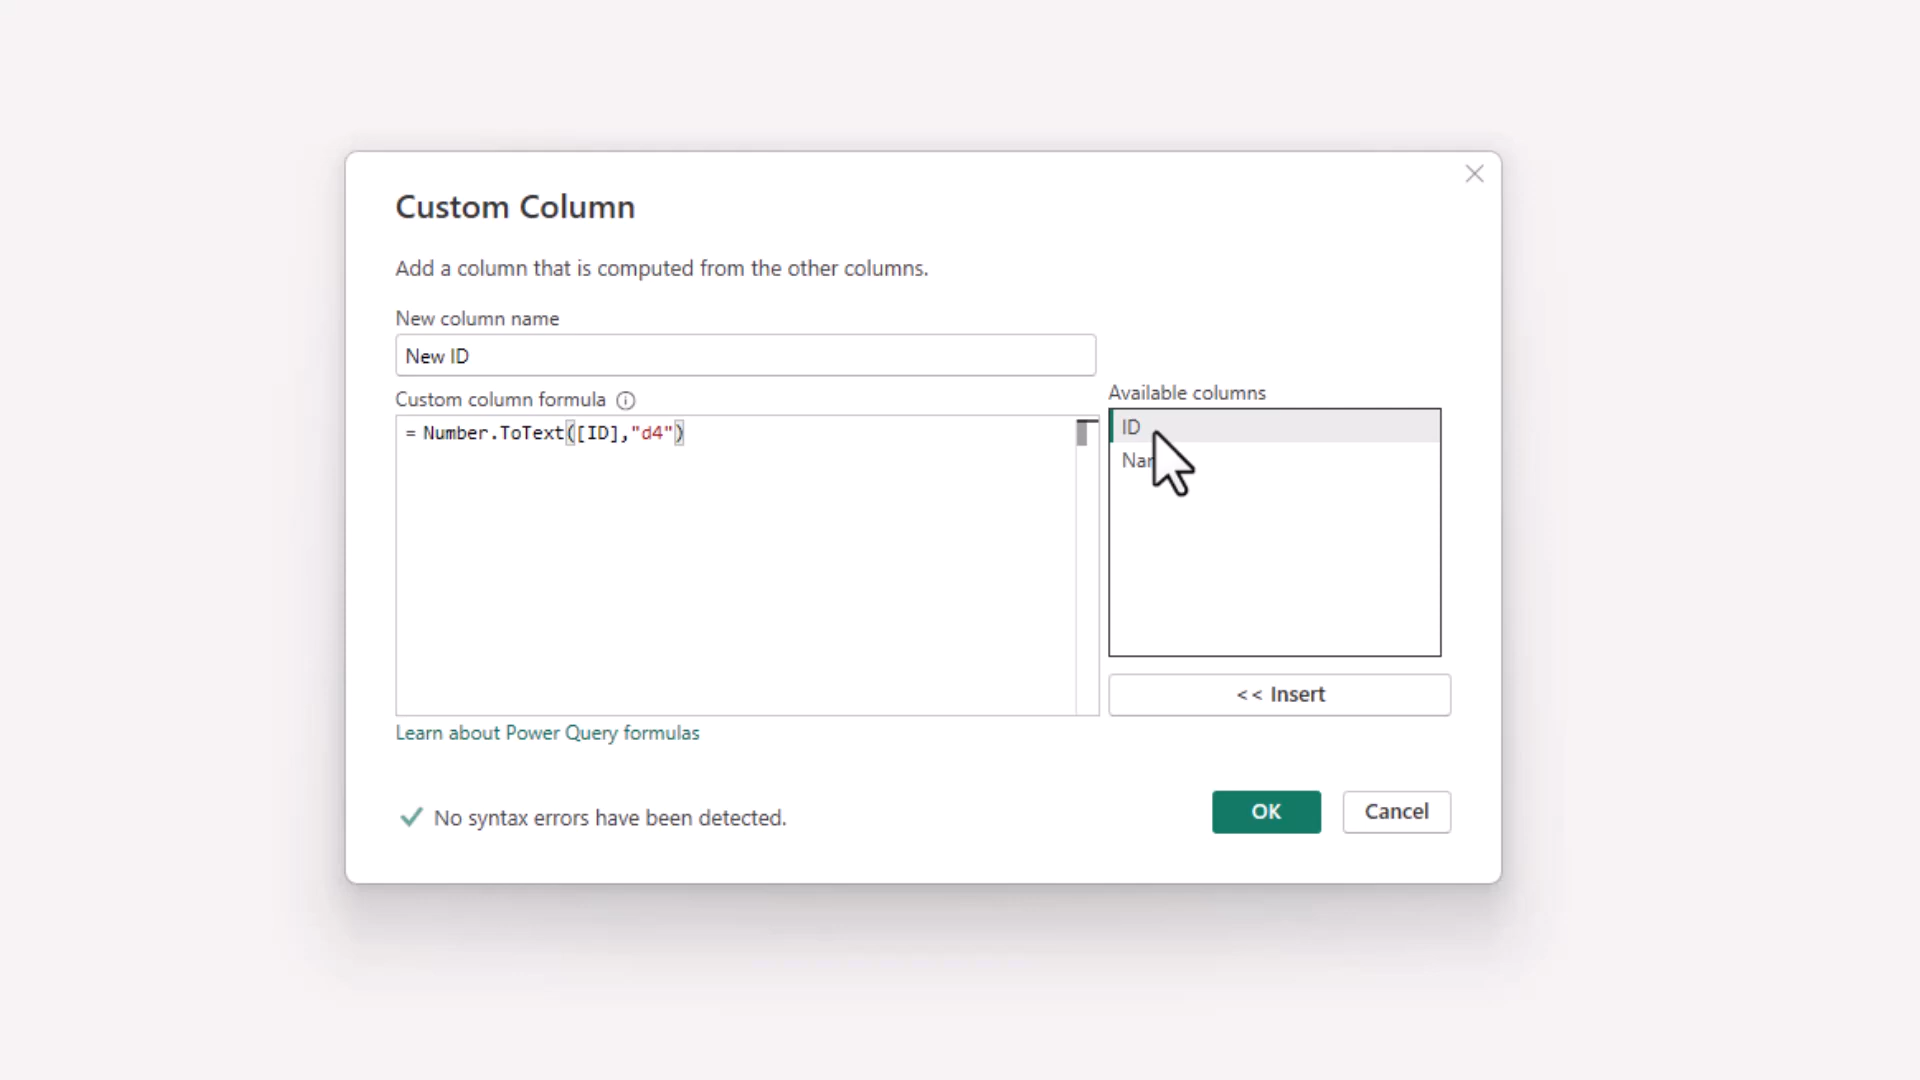 Custom Column
Add a column that is computed from the other columns.
New column name
New ID
Custom column formula
= Number.ToText([ID],"d4")
Available columns
ID
<< Insert
Learn about Power Query formulas
No syntax errors have been detected.
OK
Cancel